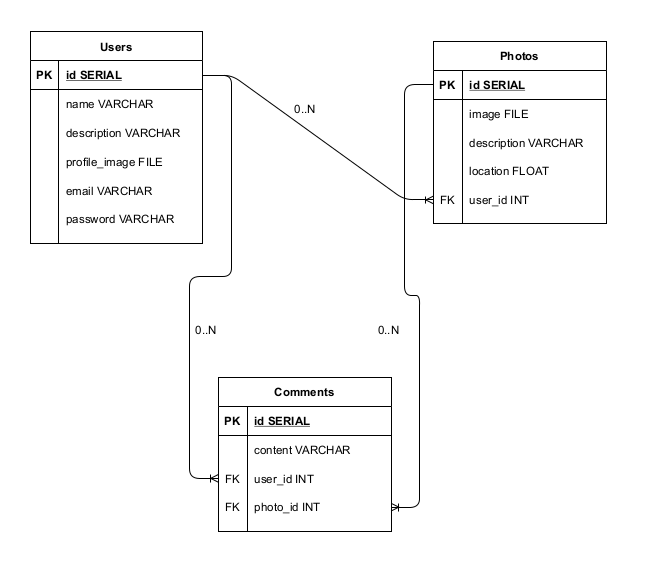 Users
PK id SERIAL
name VARCHAR
description VARCHAR
profile_image FILE
email VARCHAR
password VARCHAR
Photos
PK id SERIAL
image FILE
description VARCHAR
location FLOAT
FK user_id INT
0..N
0..N
0..N
Comments
PK id SERIAL
content VARCHAR
FK user_id INT
FK photo_id INT